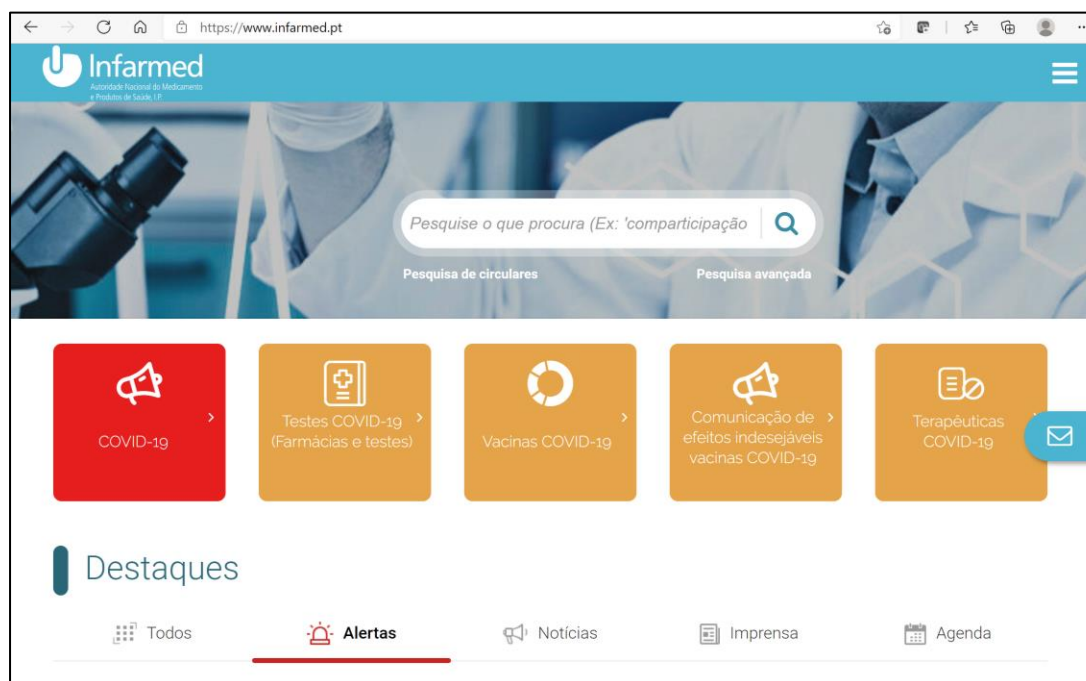 https://www.infarmed.pt
Infarmed
Autoridade Nacional do Medicamento
e Produtos de Saúde, I.P.
Pesquise o que procura (Ex: 'comparticipação
Pesquisa de circulares
Pesquisa avançada
COVID-19
Testes COVID-19
(Farmácias e testes)
Vacinas COVID-19
Comunicação de
efeitos indesejáveis
vacinas COVID-19
Terapêuticas
COVID-19
Destaques
Todos
Alertas
Notícias
Imprensa
Agenda